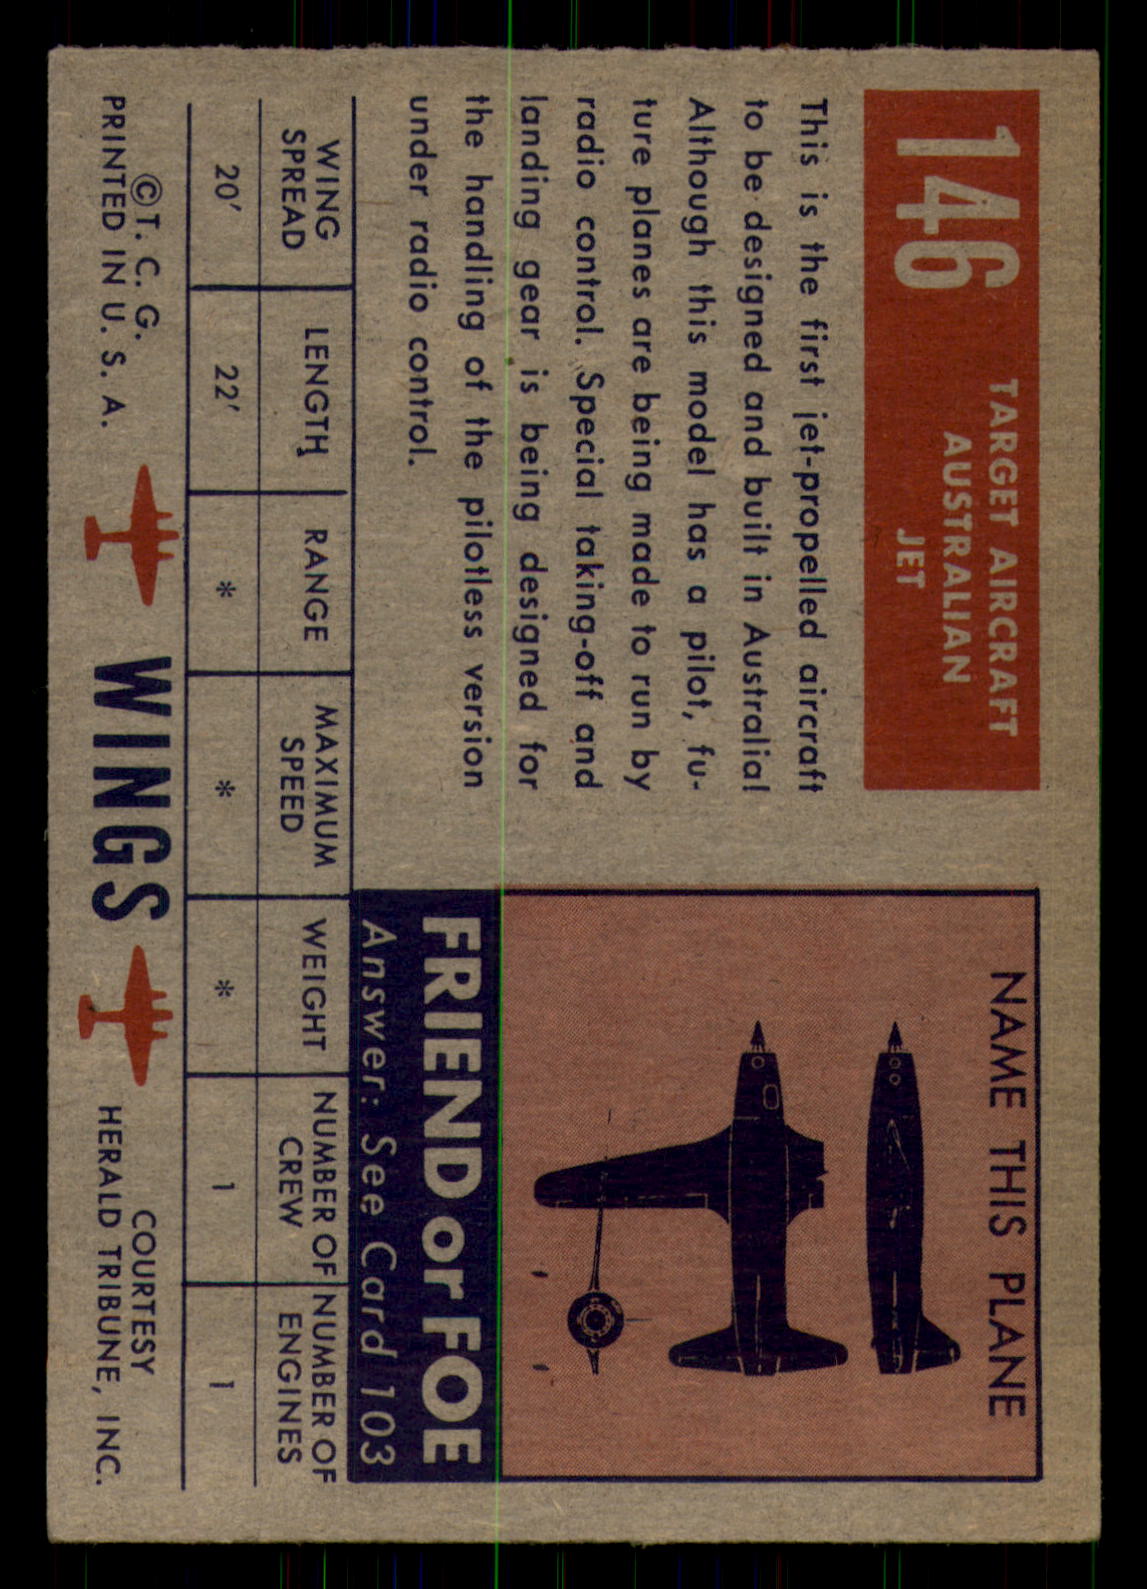 146
TARGET AIRCRAFT
AUSTRALIAN
JET
This is the first jet-propelled aircraft
to be designed and built in Australia!
Although this model has a pilot, fu-
ture planes are being made to run by
radio control. Special taking-off and
landing gear is being designed for
the handling of the pilotless version
under radio control.
NAME THIS PLANE
FRIEND or FOE
Answer: See Card 103
WING SPREAD
LENGTH
RANGE
MAXIMUM SPEED
WEIGHT
NUMBER OF CREW
NUMBER OF ENGINES
20' 22' * * * 1 1
©T. C. G.
PRINTED IN U. S. A.
WINGS
COURTESY
HERALD TRIBUNE, INC.